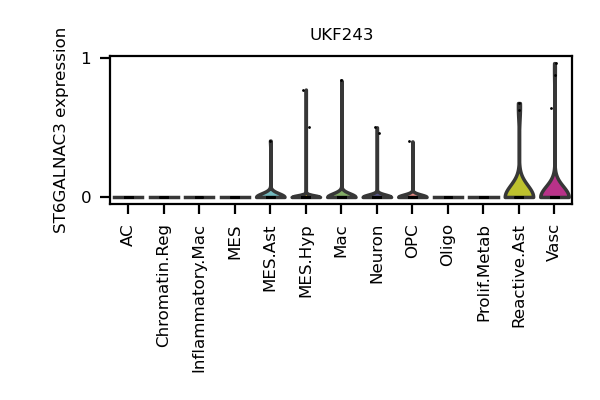 UKF243
ST6GALNAC3 expression
1
0
AC
Chromatin.Reg
Inflammatory.Mac
MES
MES.Ast
MES.Hyp
Mac
Neuron
OPC
Oligo
Prolif.Metab
Reactive.Ast
Vasc